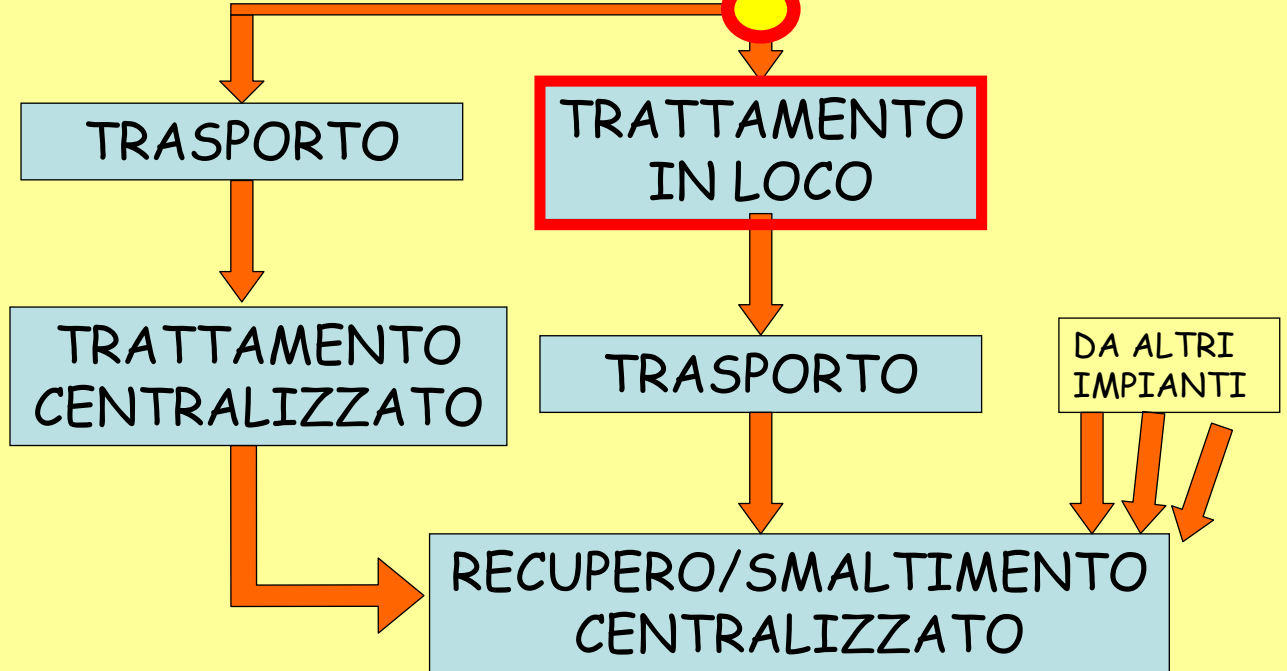 TRASPORTO
TRATTAMENTO
IN LOCO
TRATTAMENTO
CENTRALIZZATO
TRASPORTO
DA ALTRI
IMPIANTI
RECUPERO/SMALTIMENTO
CENTRALIZZATO